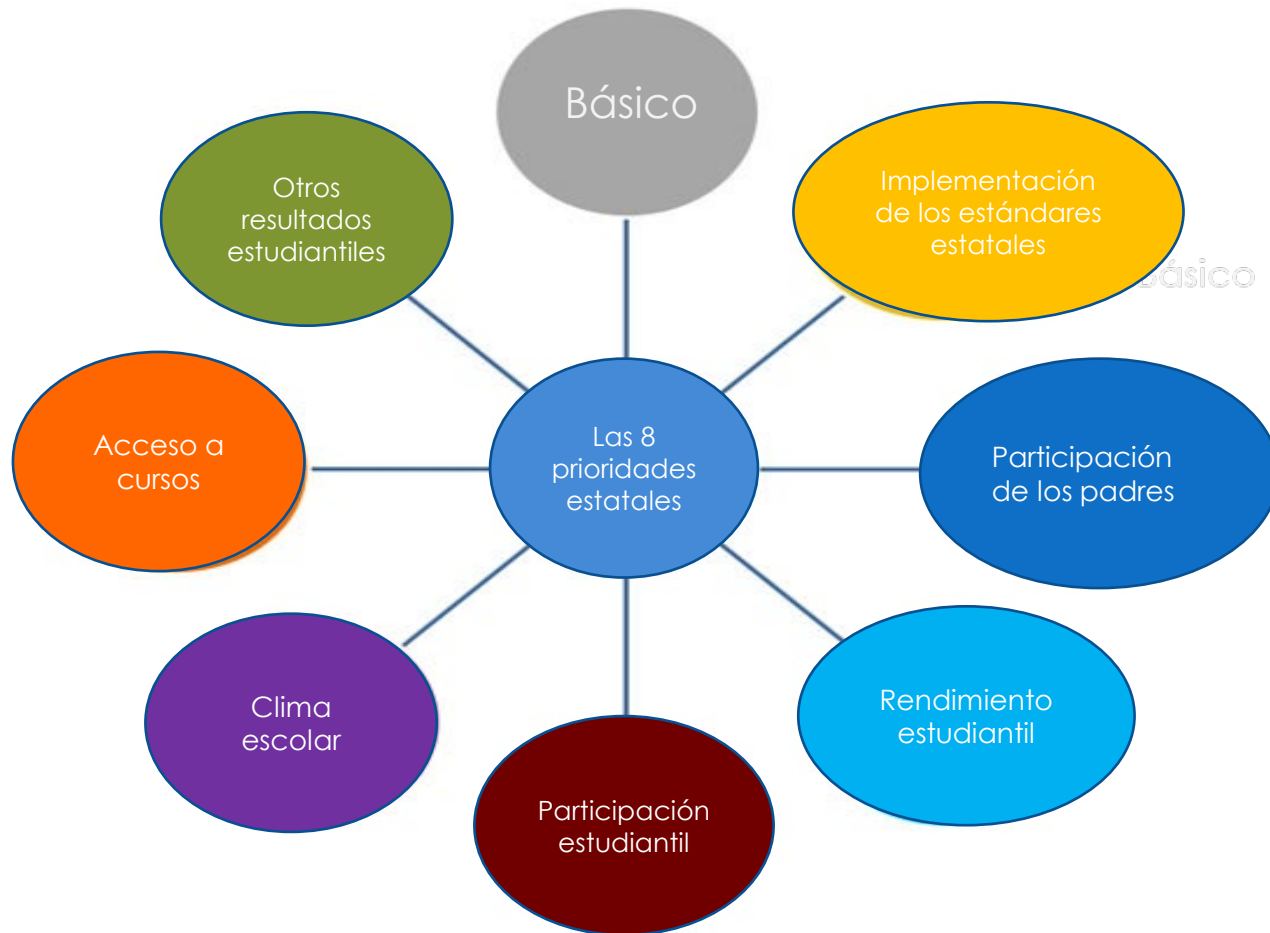 Básico
Implementación
de los estándares
estatales
Básico
Otros
resultados
estudiantiles
Las 8
prioridades
estatales
Acceso a
cursos
Participación
de los padres
Clima
escolar
Rendimiento
estudiantil
Participación
estudiantil